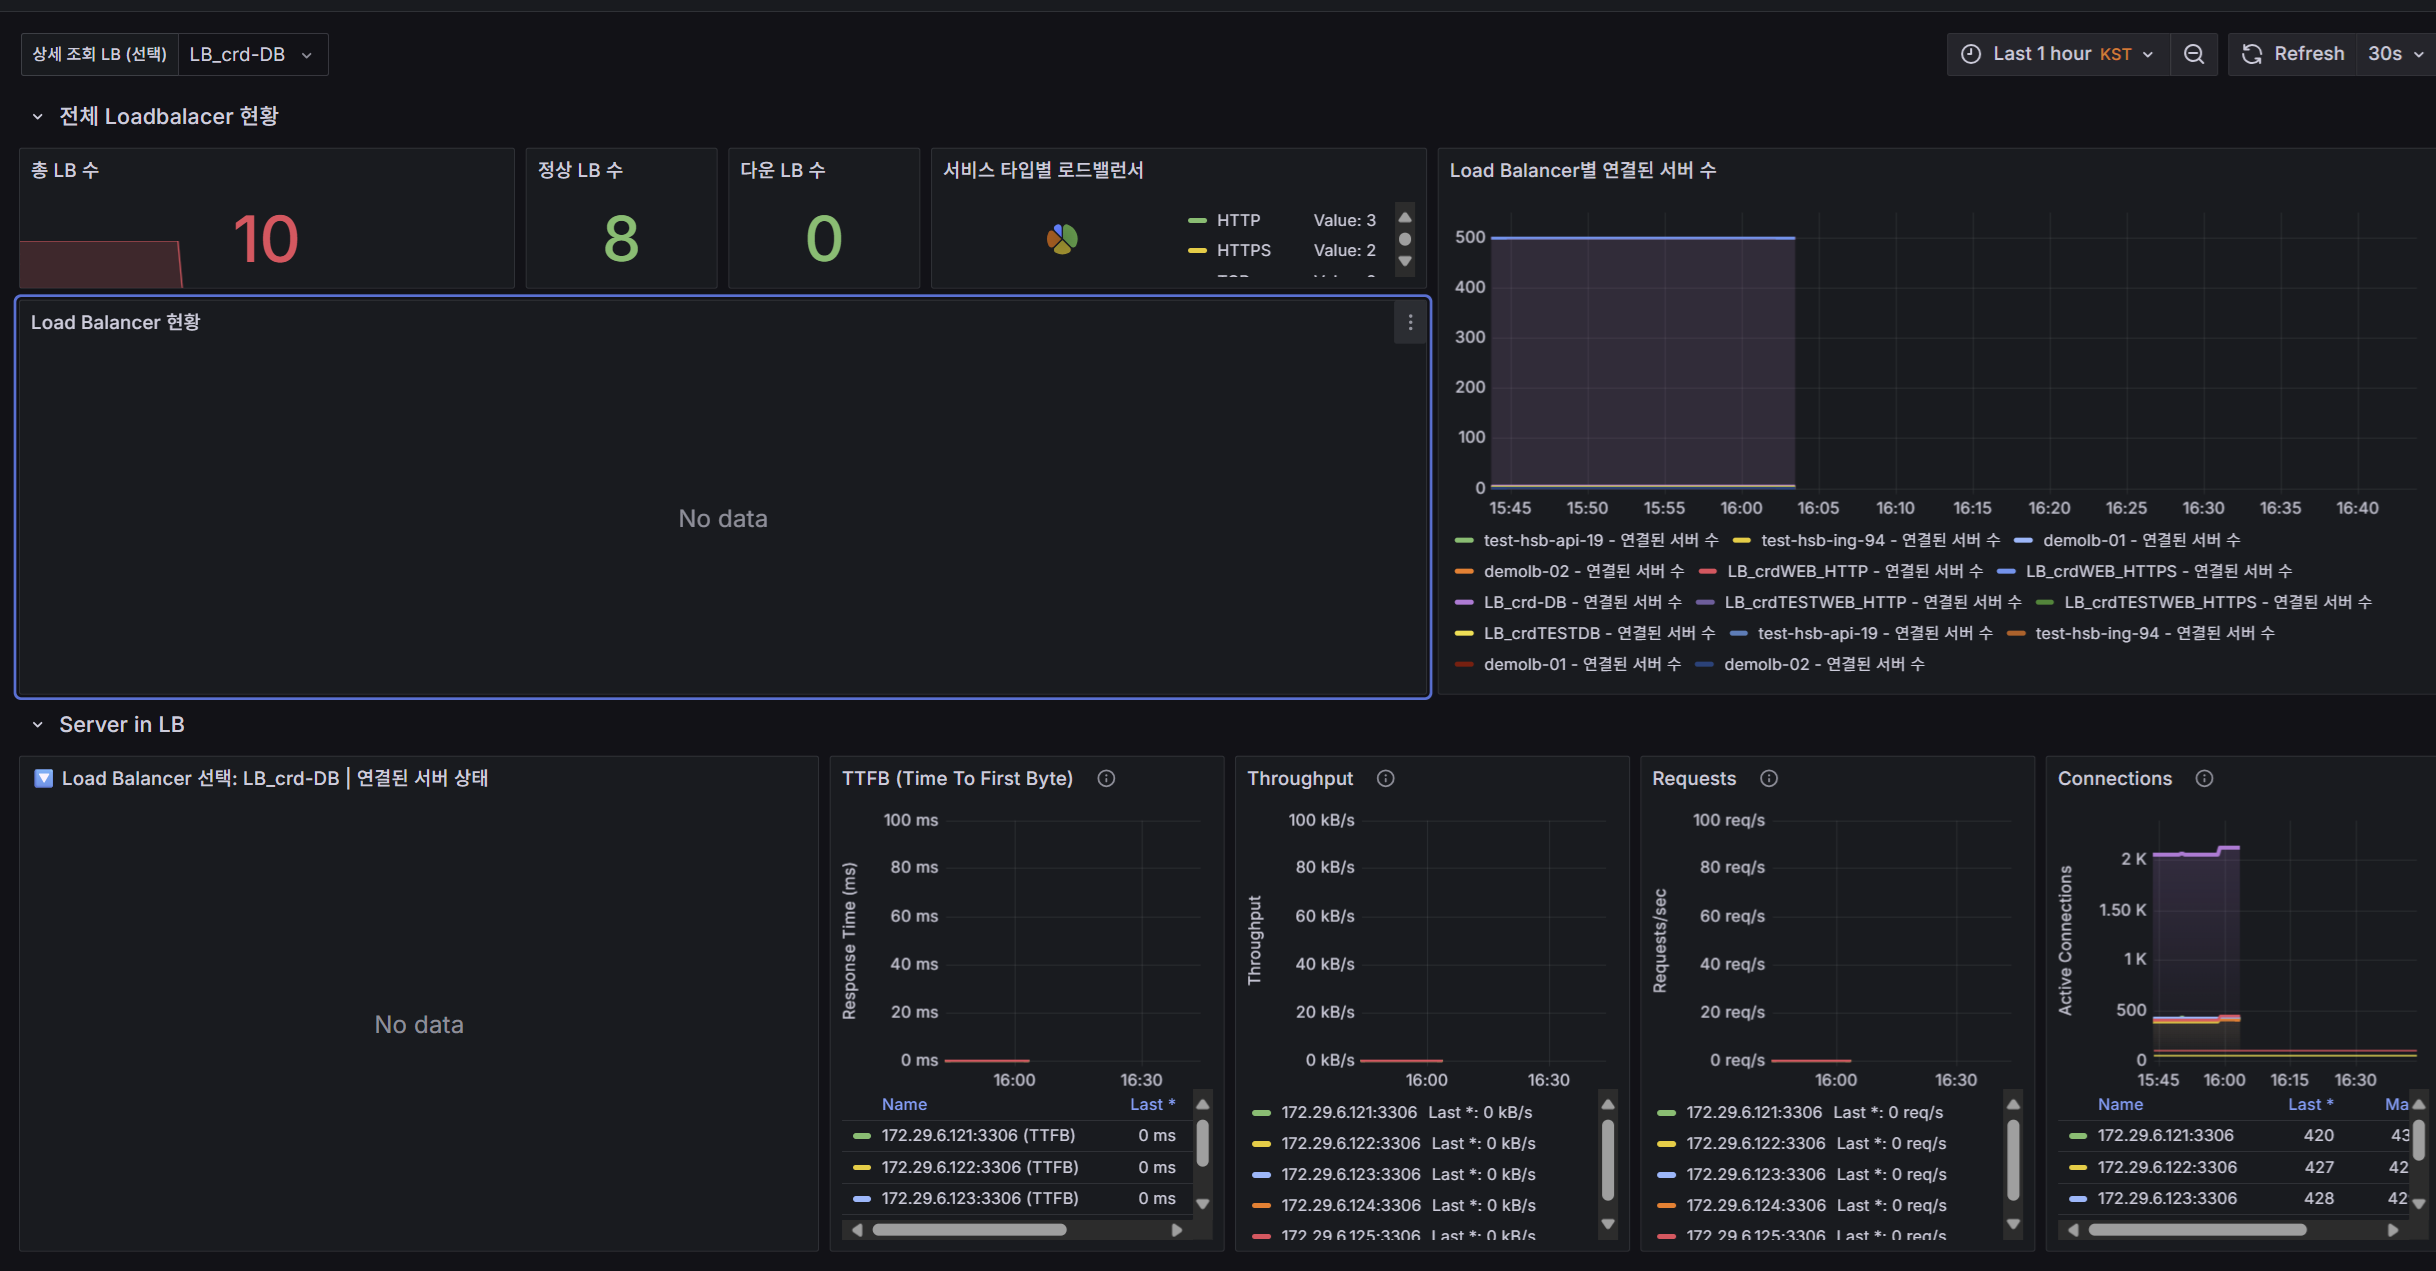 상세 조회 LB (선택) LB_crd-DB
Last 1 hour KST Refresh 30s
전체 Loadbalacer 현황
총 LB 수
10
정상 LB 수
8
다운 LB 수
0
서비스 타입별 로드밸런서
HTTP Value: 3
HTTPS Value: 2
Load Balancer별 연결된 서버 수
500
400
300
200
100
0
15:45 15:50 15:55 16:00 16:05 16:10 16:15 16:20 16:25 16:30 16:35 16:40
test-hsb-api-19 - 연결된 서버 수 test-hsb-ing-94 - 연결된 서버 수 demolb-01 - 연결된 서버 수
demolb-02 - 연결된 서버 수 LB_crdWEB_HTTP - 연결된 서버 수 LB_crdWEB_HTTPS - 연결된 서버 수
LB_crd-DB - 연결된 서버 수 LB_crdTESTWEB_HTTP - 연결된 서버 수 LB_crdTESTWEB_HTTPS - 연결된 서버 수
LB_crdTESTDB - 연결된 서버 수 test-hsb-api-19 - 연결된 서버 수 test-hsb-ing-94 - 연결된 서버 수
demolb-01 - 연결된 서버 수 demolb-02 - 연결된 서버 수
Load Balancer 현황
No data
Server in LB
Load Balancer 선택: LB_crd-DB | 연결된 서버 상태
No data
TTFB (Time To First Byte)
Response Time (ms)
100 ms
80 ms
60 ms
40 ms
20 ms
0 ms
16:00 16:30
Name Last *
172.29.6.121:3306 (TTFB) 0 ms
172.29.6.122:3306 (TTFB) 0 ms
172.29.6.123:3306 (TTFB) 0 ms
Throughput
Throughput
100 kB/s
80 kB/s
60 kB/s
40 kB/s
20 kB/s
0 kB/s
16:00 16:30
172.29.6.121:3306 Last *: 0 kB/s
172.29.6.122:3306 Last *: 0 kB/s
172.29.6.123:3306 Last *: 0 kB/s
172.29.6.124:3306 Last *: 0 kB/s
172.29.6.125:3306 Last *: 0 kB/s
Requests
Requests/sec
100 req/s
80 req/s
60 req/s
40 req/s
20 req/s
0 req/s
16:00 16:30
172.29.6.121:3306 Last *: 0 req/s
172.29.6.122:3306 Last *: 0 req/s
172.29.6.123:3306 Last *: 0 req/s
172.29.6.124:3306 Last *: 0 req/s
172.29.6.125:3306 Last *: 0 req/s
Connections
Active Connections
2 K
1.50 K
1 K
500
0
15:45 16:00 16:15 16:30
Name Last * Ma
172.29.6.121:3306 420 43
172.29.6.122:3306 427 42
172.29.6.123:3306 428 42